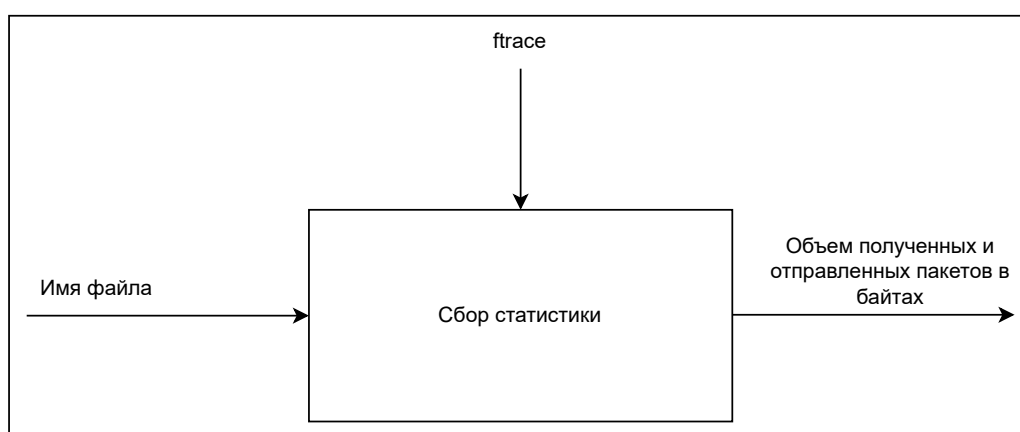 ftrace
Имя файла
Сбор статистики
Объем полученных и
отправленных пакетов в
байтах